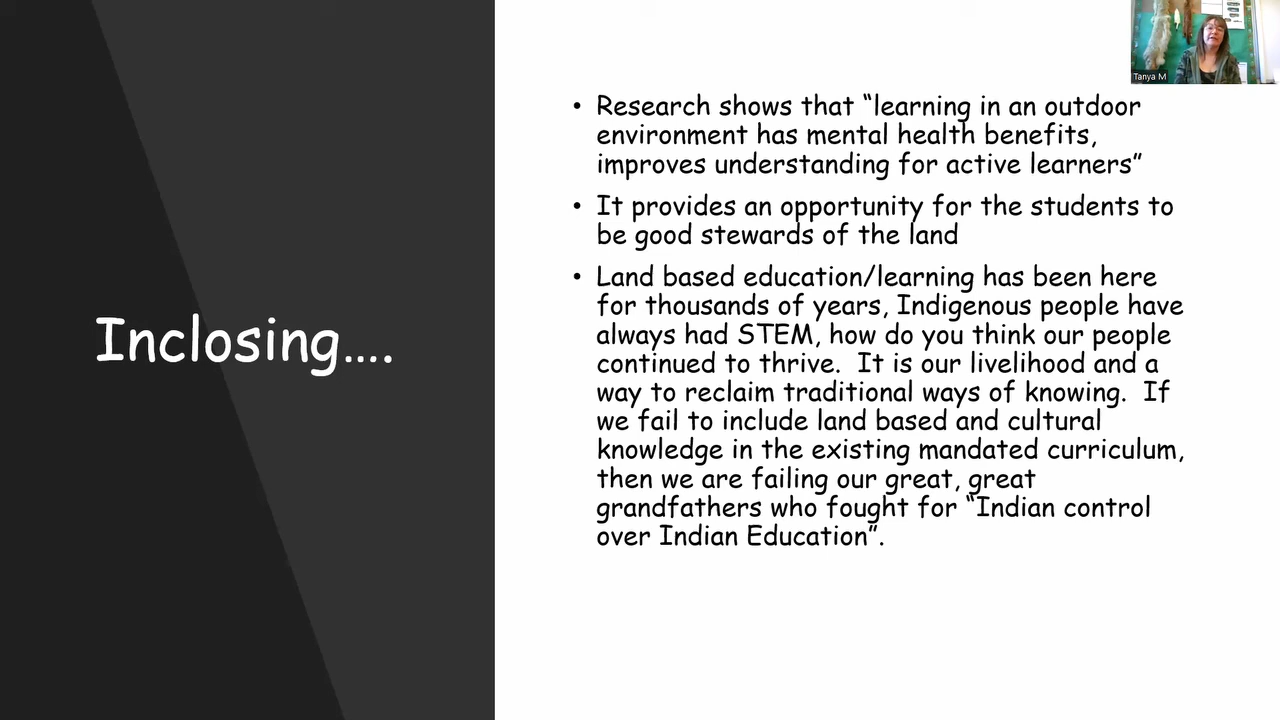 Inclosing....
Tanya M
• Research shows that “learning in an outdoor
environment has mental health benefits,
improves understanding for active learners”
• It provides an opportunity for the students to
be good stewards of the land
• Land based education/learning has been here
for thousands of years, Indigenous people have
always had STEM, how do you think our people
continued to thrive.  It is our livelihood and a
way to reclaim traditional ways of knowing.  If
we fail to include land based and cultural
knowledge in the existing mandated curriculum,
then we are failing our great, great
grandfathers who fought for “Indian control
over Indian Education”.